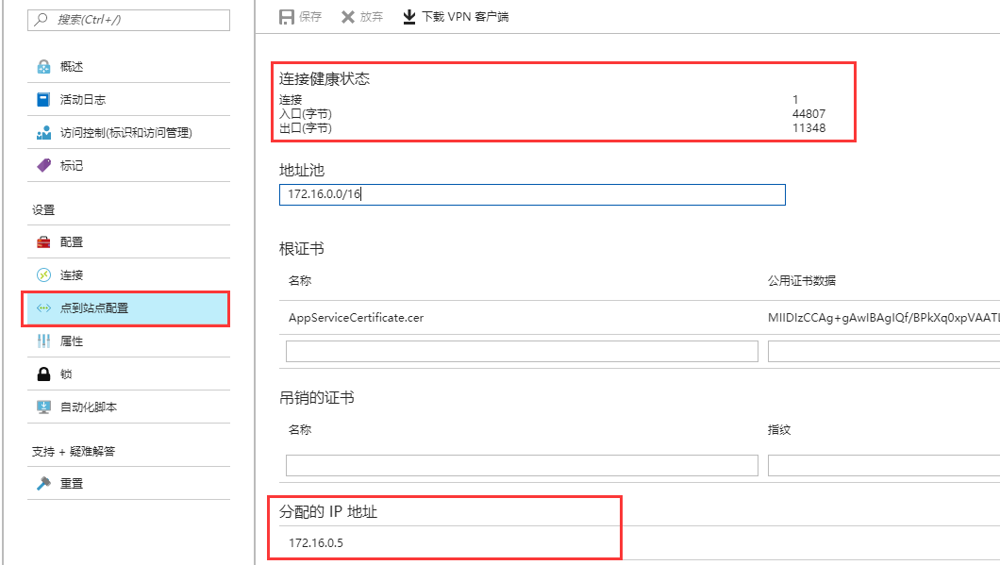 搜索(Ctrl+/)
概述
活动日志
访问控制(标识和访问管理)
标记
设置
配置
连接
点到站点配置
属性
锁
自动化脚本
支持 + 疑难解答
重置
保存 放弃 下载 VPN 客户端
连接健康状态
连接 1
入口(字节) 44807
出口(字节) 11348
地址池
172.16.0.0/16
根证书
名称 公用证书数据
AppServiceCertificate.cer MIIDIzCCAg+gAwIBAgIQf/BPkXq0xpVAATL
吊销的证书
名称 指纹
分配的 IP 地址
172.16.0.5